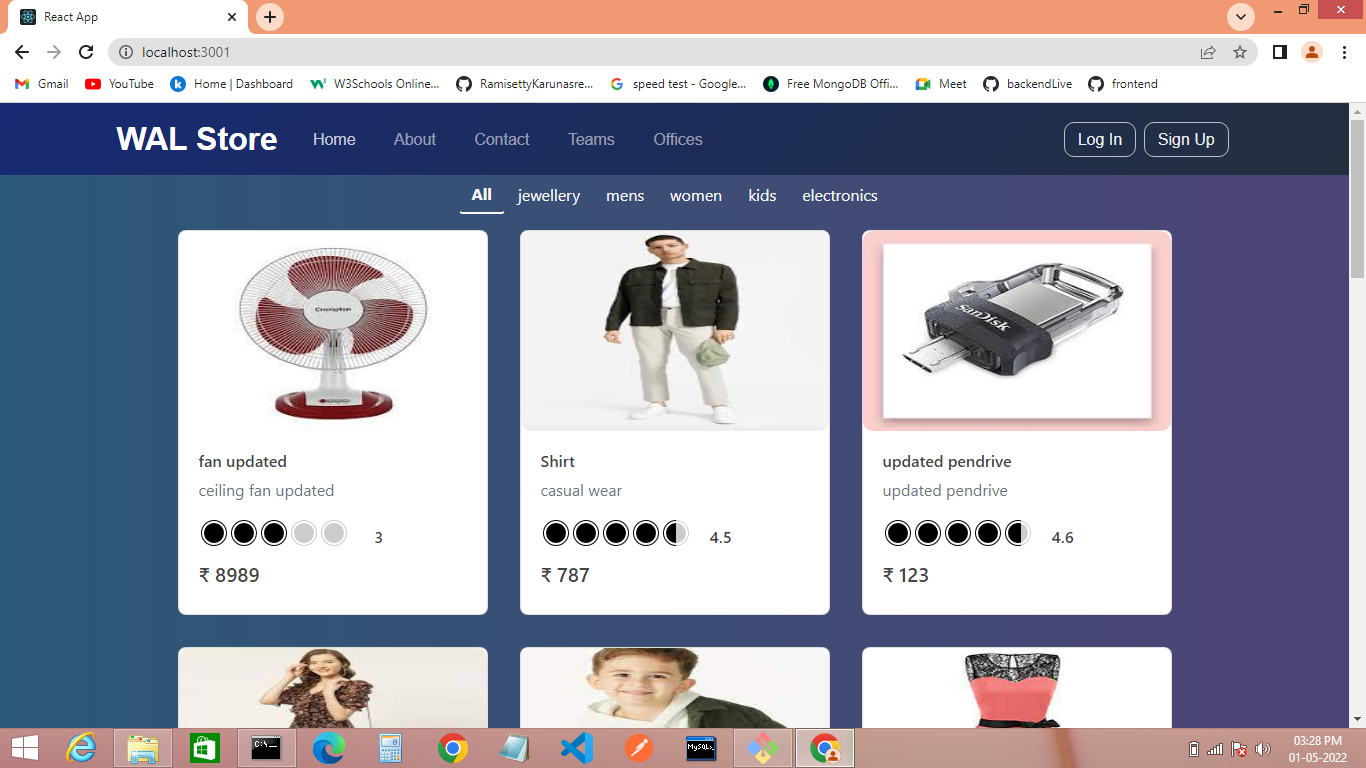 React App
localhost:3001
Gmail YouTube Home | Dashboard W3Schools Online... RamisettyKarunasre... speed test - Google... Free MongoDB Offi... Meet backendLive frontend
WAL Store Home About Contact Teams Offices Log In Sign Up
All jewellery mens women kids electronics
Crompton
SanDisk
fan updated Shirt updated pendrive
ceiling fan updated casual wear updated pendrive
3 4.5 4.6
₹ 8989 ₹ 787 ₹ 123
C:\._
MySQL>
03:28 PM
01-05-2022